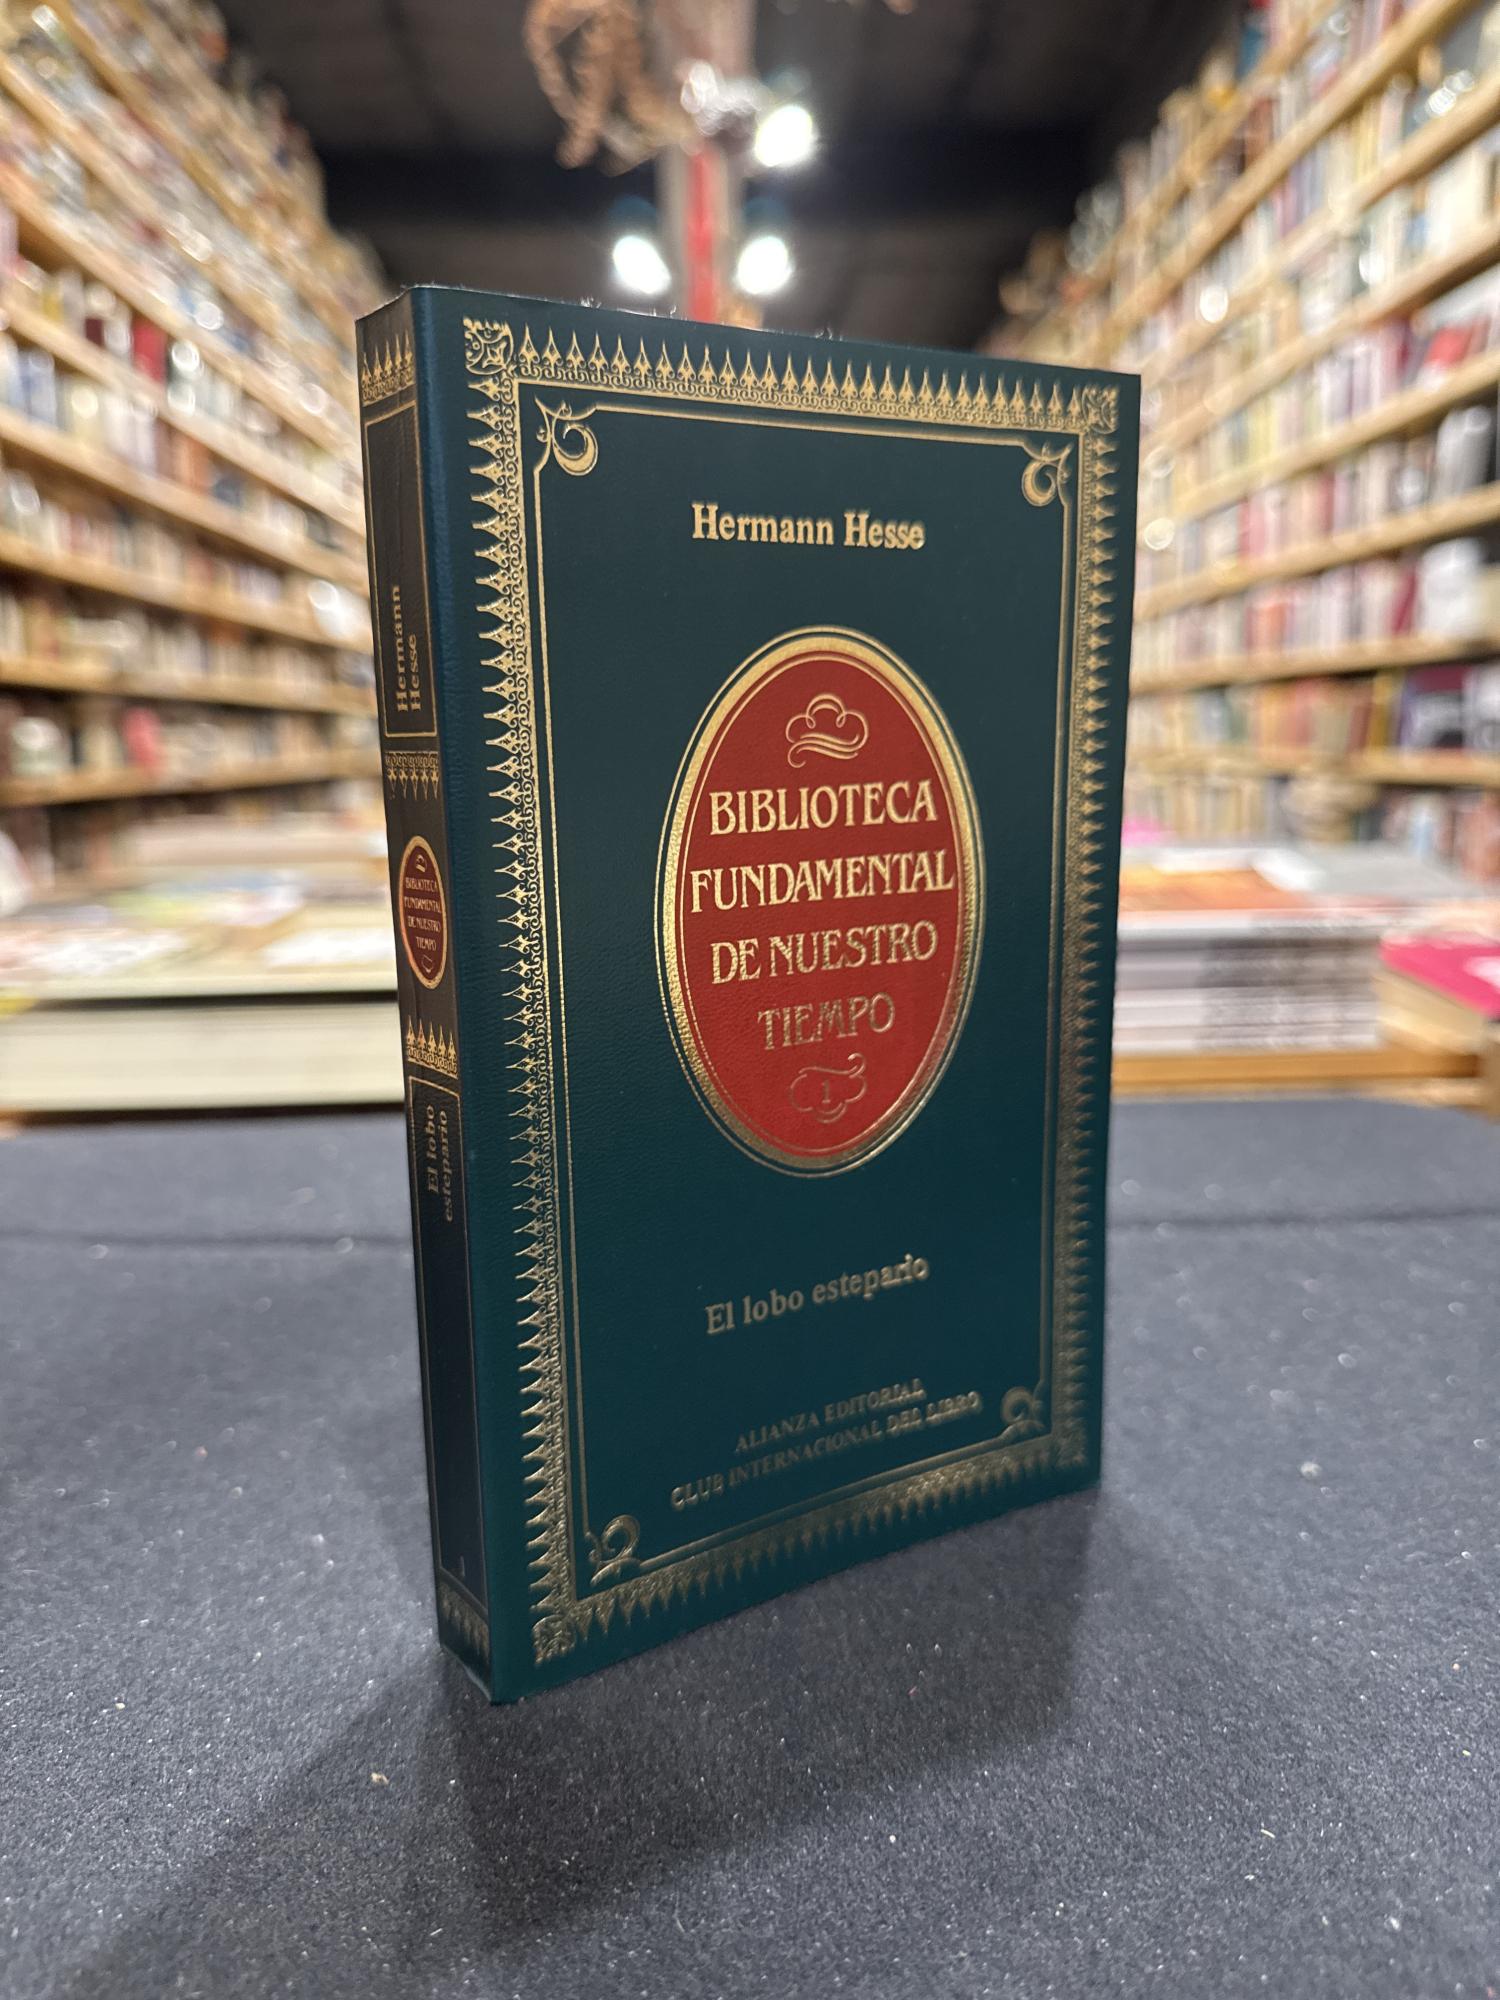 Hermann Hesse
BIBLIOTECA
FUNDAMENTAL
DE NUESTRO
TIEMPO
1
El lobo estepario
ALIANZA EDITORIAL
CLUB INTERNACIONAL DEL LIBRO
Hermann
Hesse
BIBLIOTECA
FUNDAMENTAL
DE NUESTRO
TIEMPO
El lobo
estepario
1